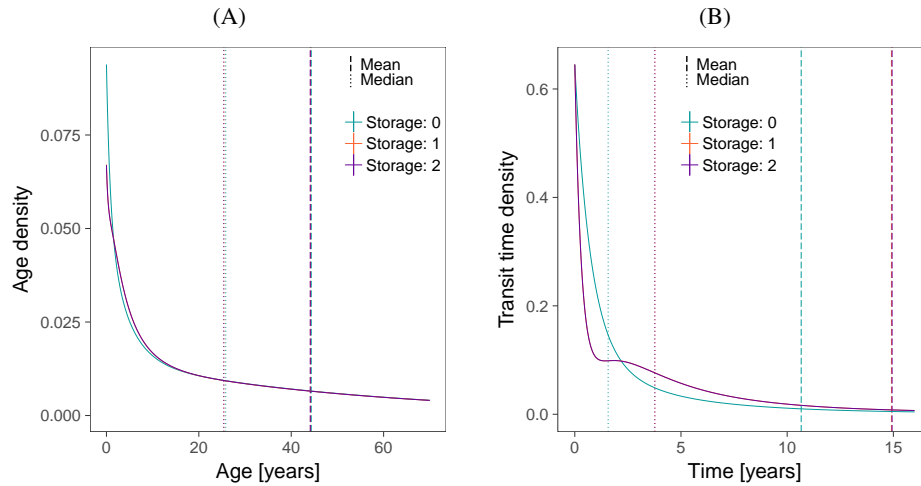 (A)
Mean
Median
Storage: 0
Storage: 1
Storage: 2
0.075
0.050
0.025
0.000
Age density
0
20
40
60
Age [years]
(B)
Mean
Median
Storage: 0
Storage: 1
Storage: 2
0.6
0.4
0.2
0.0
Transit time density
0
5
10
15
Time [years]